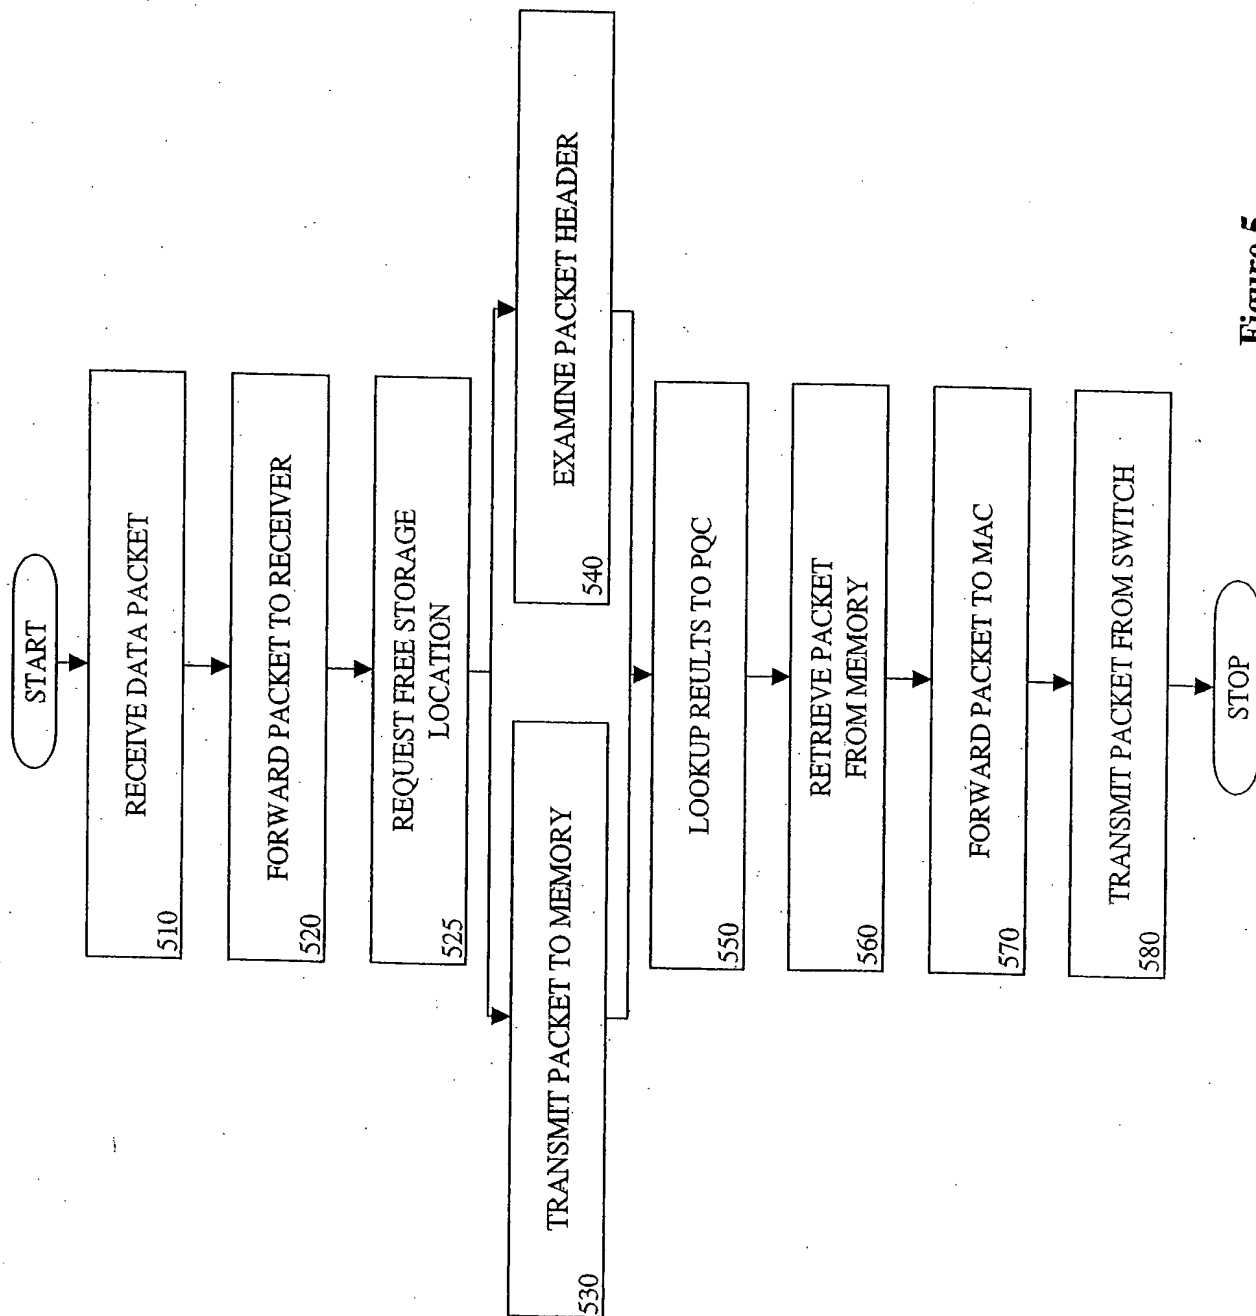 START
RECEIVE DATA PACKET
510
FORWARD PACKET TO RECEIVER
520
REQUEST FREE STORAGE
LOCATION
525
TRANSMIT PACKET TO MEMORY
530
EXAMINE PACKET HEADER
540
LOOKUP REULTS TO PQC
550
RETRIEVE PACKET
FROM MEMORY
560
FORWARD PACKET TO MAC
570
TRANSMIT PACKET FROM SWITCH
580
STOP
Figure 5